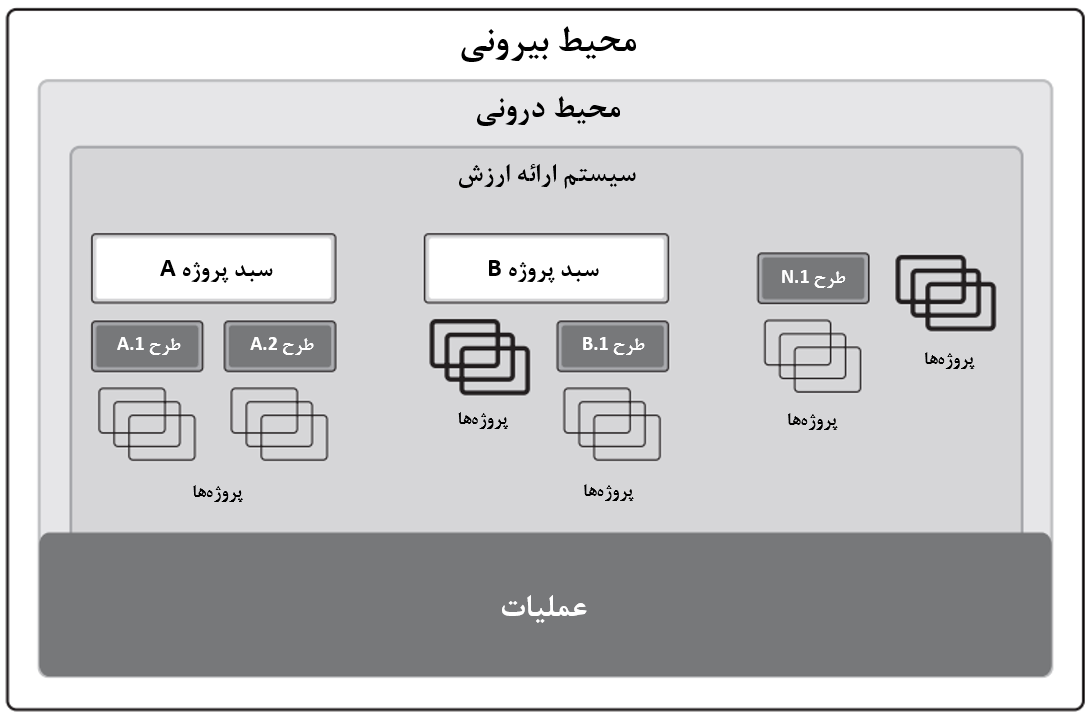 محیط بیرونی
محیط درونی
سیستم ارائه ارزش
سبد پروژه A
طرح A.1
طرح A.2
پروژه‌ها
سبد پروژه B
پروژه‌ها
طرح B.1
پروژه‌ها
طرح N.1
پروژه‌ها
پروژه‌ها
عملیات